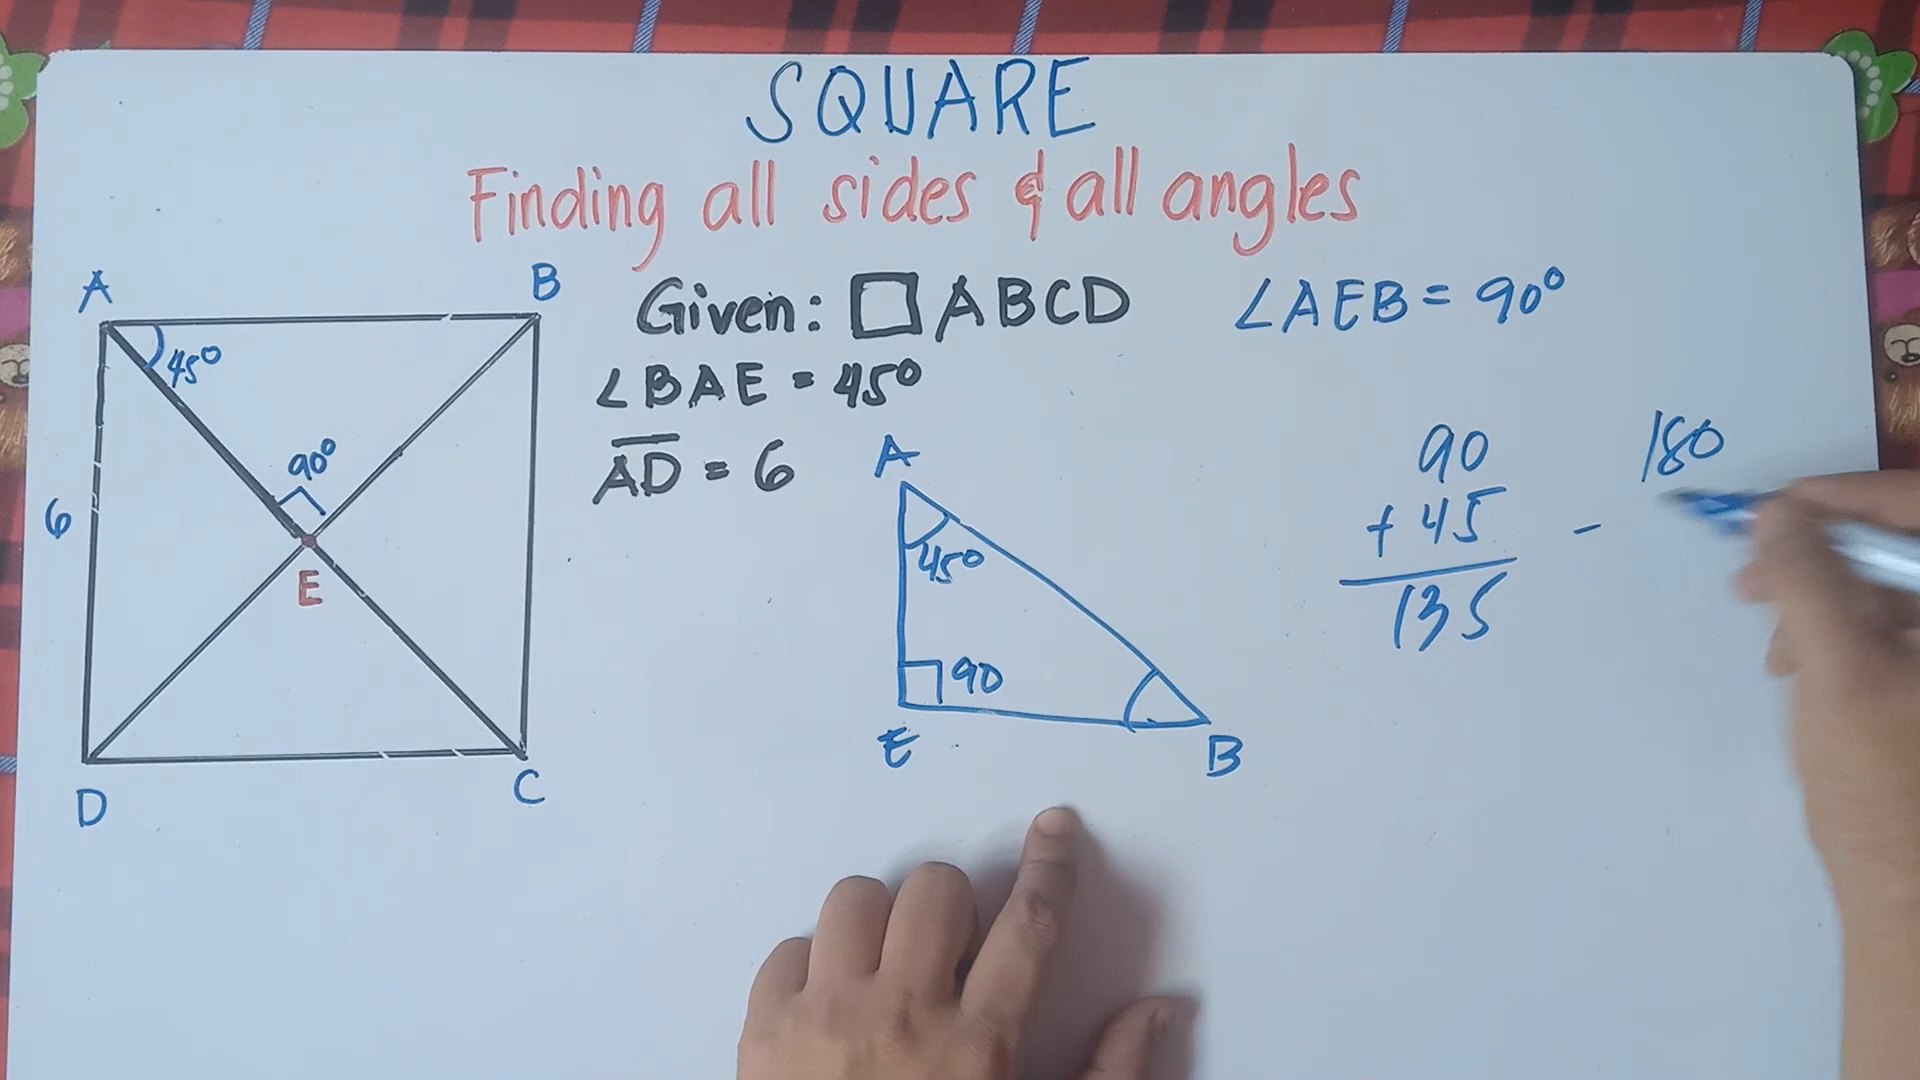 SQUARE
Finding all sides & all angles
A
B
45°
90°
6
E
D
C
Given: □ABCD
∠BAE = 45°
A̅D̅ = 6
∠AEB = 90°
A
45°
90
E
B
90
+ 45
135
180
-